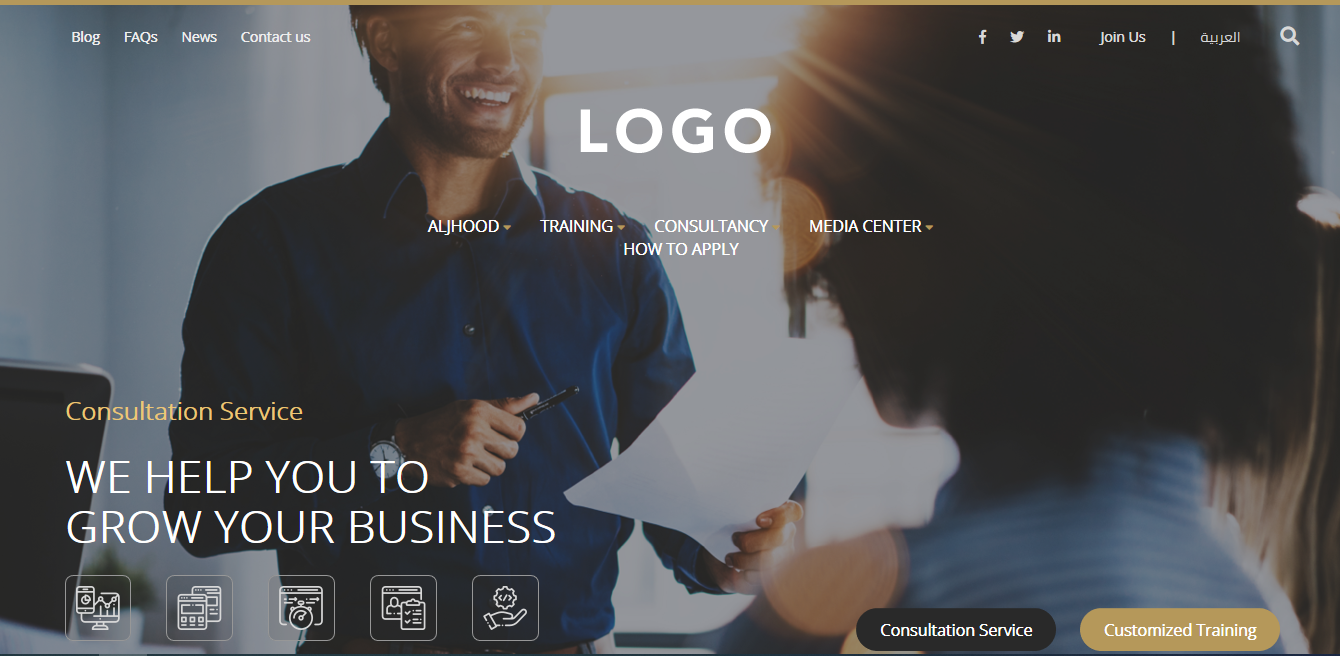 Blog FAQs News Contact us Join Us | العربية
LOGO
ALJHOOD TRAINING CONSULTANCY MEDIA CENTER
HOW TO APPLY
Consultation Service
WE HELP YOU TO
GROW YOUR BUSINESS
Consultation Service Customized Training